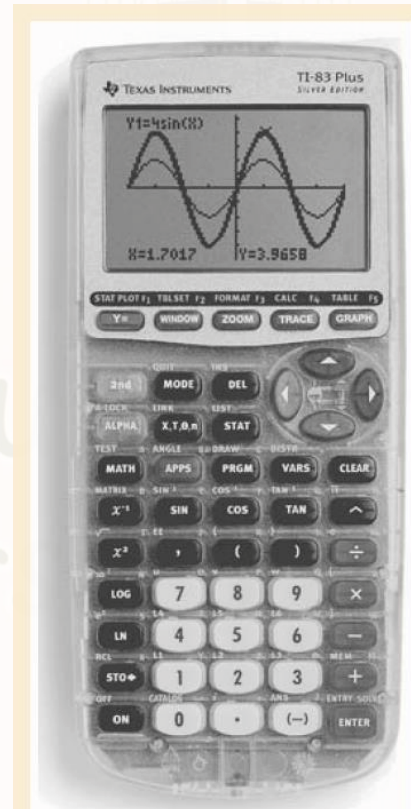 TEXAS INSTRUMENTS
TI-83 Plus
SILVER EDITION
Y1=4sin(X)
X=1.7017 Y=3.9658
STAT PLOT F1 TBLSET F2 FORMAT F3 CALC F4 TABLE F5
Y= WINDOW ZOOM TRACE GRAPH
QUIT INS
2nd MODE DEL
A-LOCK LINK LIST
ALPHA X,T,Θ,n STAT
TEST ANGLE DRAW DISTR
MATH APPS PRGM VARS CLEAR
MATRIX SIN COS TAN
x⁻¹ SIN COS TAN ^
EE
x² , ( ) ÷
LOG 7 8 9 ×
L4 L5 L6
LN 4 5 6 −
RCL L1 L2 L3 MEM
STO 1 2 3 +
OFF CATALOG ANS ENTRY SOLVE
ON 0 . (−) ENTER